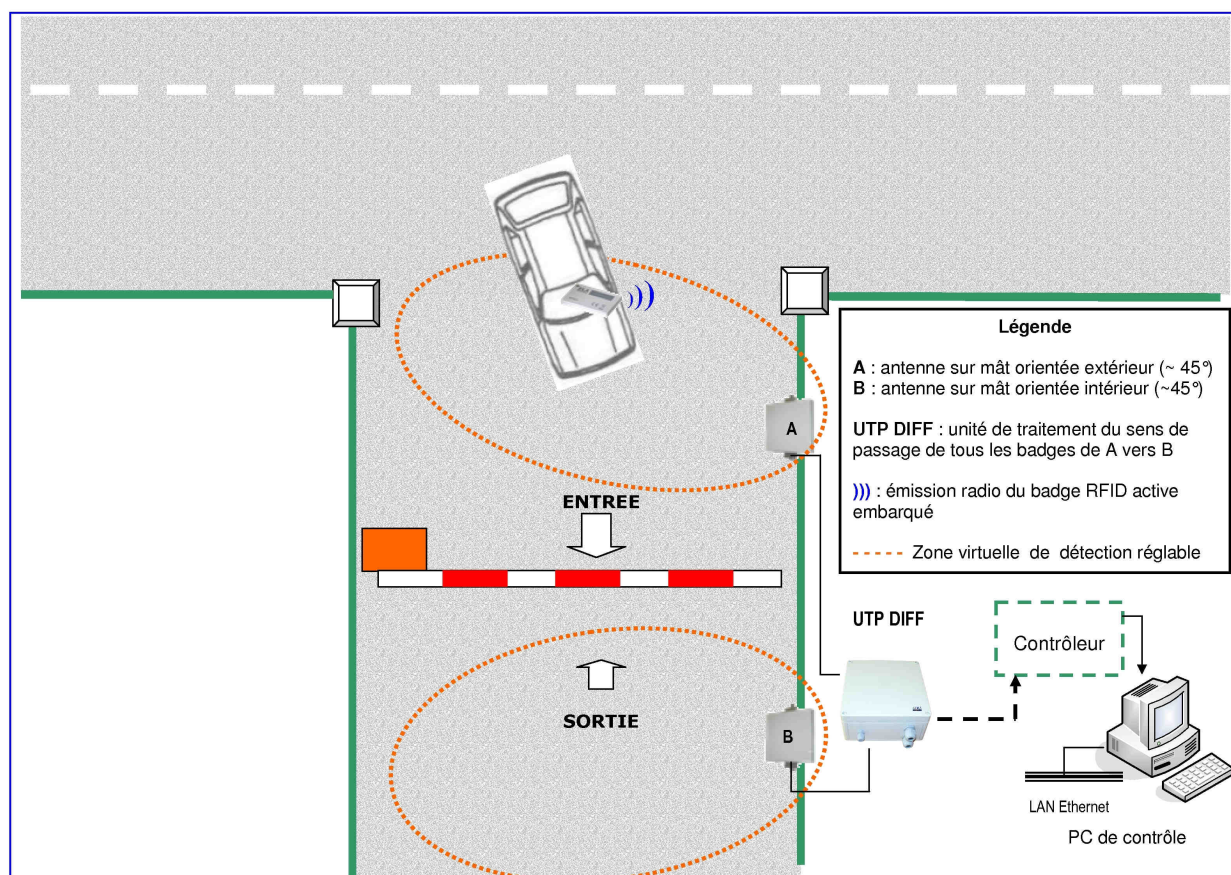 Légende
A : antenne sur mât orientée extérieur (~ 45°)
B : antenne sur mât orientée intérieur (~45°)
UTP DIFF : unité de traitement du sens de
passage de tous les badges de A vers B
))) : émission radio du badge RFID active
embarqué
Zone virtuelle de détection réglable
A
ENTREE
SORTIE
B
UTP DIFF
Contrôleur
LAN Ethernet
PC de contrôle